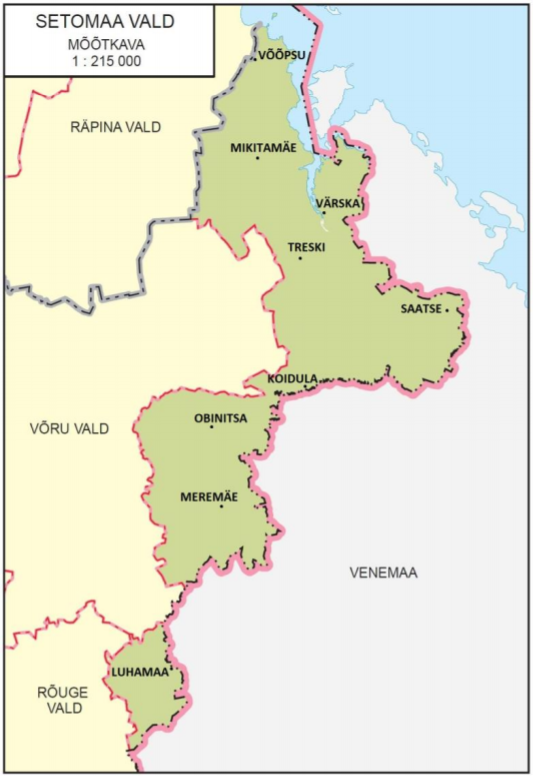 SETOMAA VALD
MÕÕTKAVA
1 : 215 000
VÕÕPSU
RÄPINA VALD
MIKITAMÄE
VÄRSKA
TRESKI
SAATSE
KOIDULA
OBINITSA
VÕRU VALD
MEREMÄE
VENEMAA
LUHAMAA
RÕUGE
VALD